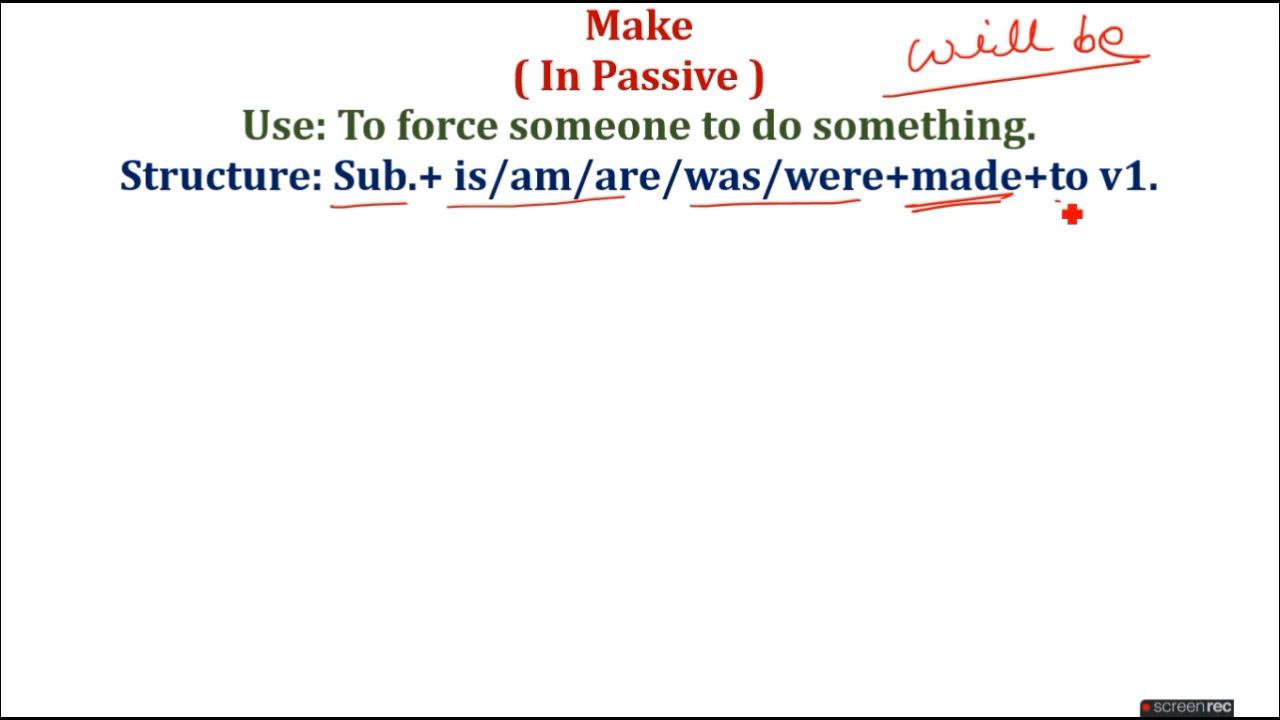 Make
will be
( In Passive )
Use: To force someone to do something.
Structure: Sub.+ is/am/are/was/were+made+to v1.
screenrec